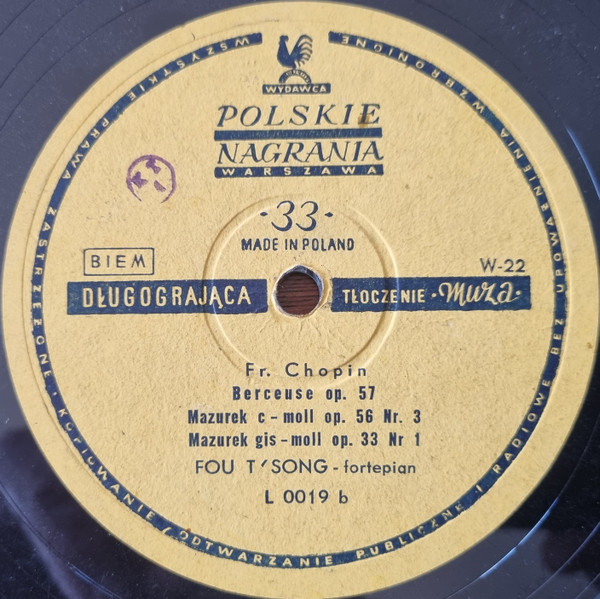 WYDAWCA
POLSKIE
NAGRANIA
WARSZAWA
·33·
MADE IN POLAND
BIEM
W-22
DŁUGOGRAJĄCA
TŁOCZENIE · Muza ·
Fr. Chopin
Berceuse op. 57
Mazurek c-moll op. 56 Nr. 3
Mazurek gis-moll op. 33 Nr 1
FOU T'SONG - fortepian
L 0019 b
WSZYSTKIE PRAWA ZASTRZEŻONE · KOPIOWANIE, ODTWARZANIE PUBLICZNE I RADIOWE BEZ UPOWAŻNIENIA WZBRONIONE